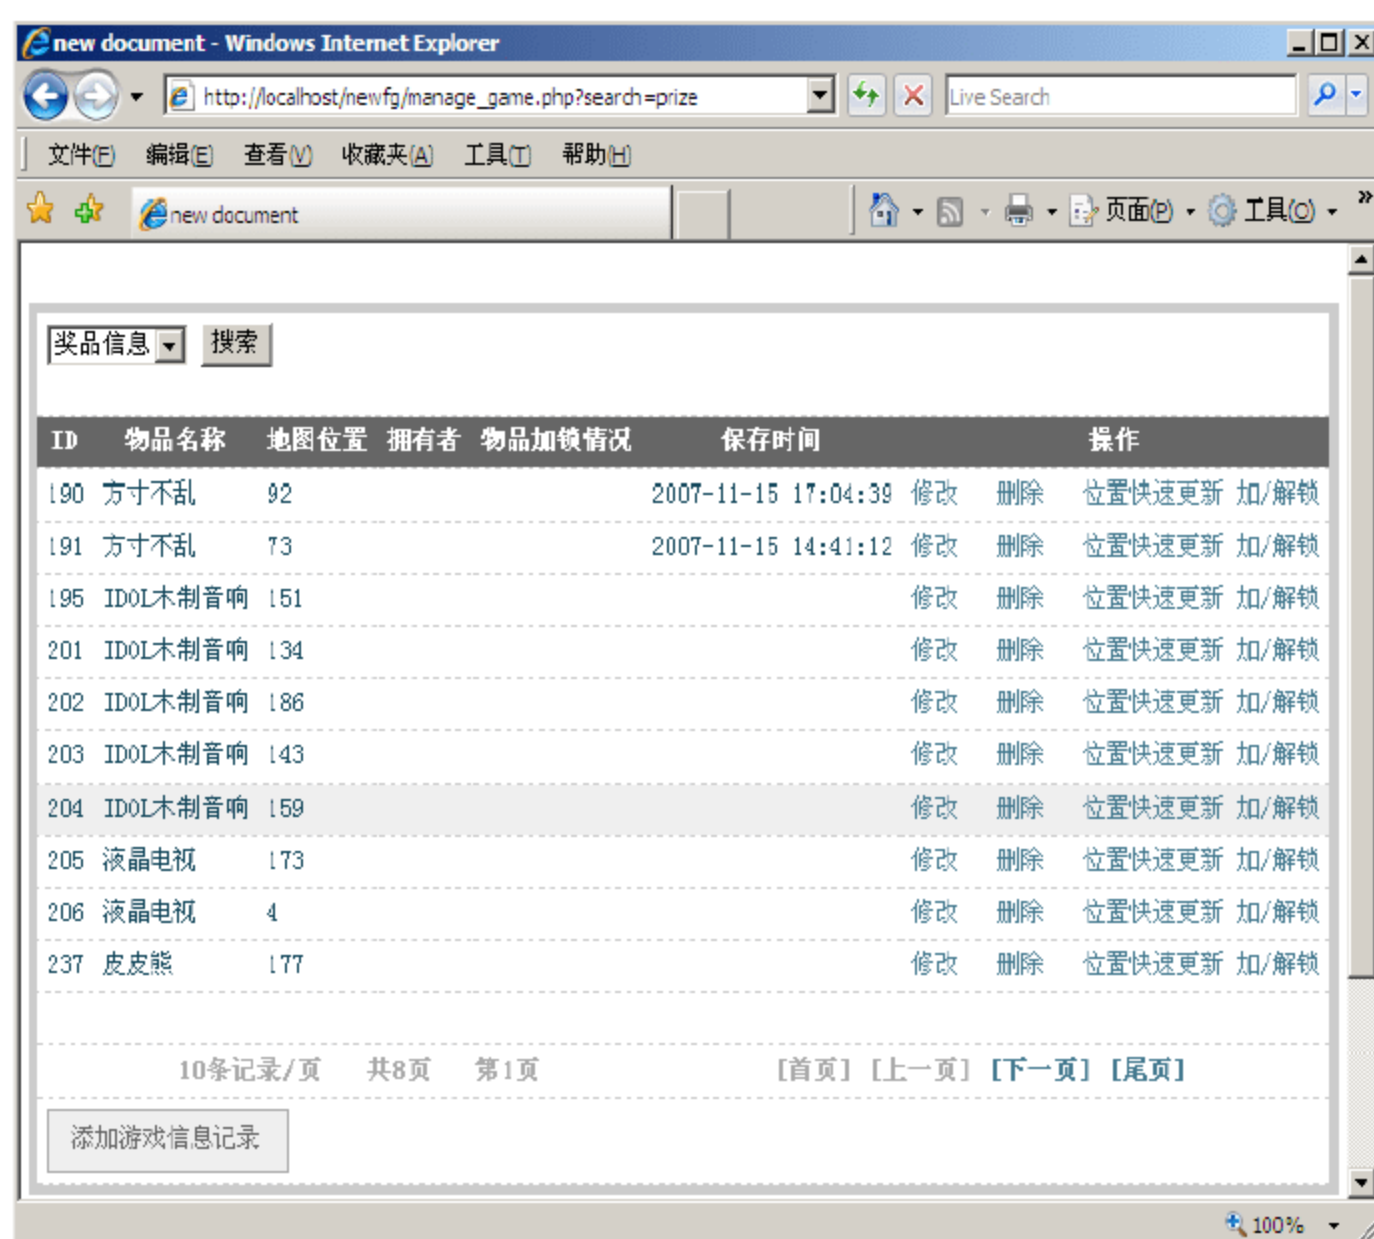 new document - Windows Internet Explorer
http://localhost/newfg/manage_game.php?search=prize Live Search
文件(F) 编辑(E) 查看(V) 收藏夹(A) 工具(T) 帮助(H)
new document 页面(P) 工具(O) »
奖品信息 搜索
ID 物品名称 地图位置 拥有者 物品加锁情况 保存时间 操作
190 方寸不乱 92 2007-11-15 17:04:39 修改 删除 位置快速更新 加/解锁
191 方寸不乱 73 2007-11-15 14:41:12 修改 删除 位置快速更新 加/解锁
195 IDOL木制音响 151 修改 删除 位置快速更新 加/解锁
201 IDOL木制音响 134 修改 删除 位置快速更新 加/解锁
202 IDOL木制音响 186 修改 删除 位置快速更新 加/解锁
203 IDOL木制音响 143 修改 删除 位置快速更新 加/解锁
204 IDOL木制音响 159 修改 删除 位置快速更新 加/解锁
205 液晶电视 173 修改 删除 位置快速更新 加/解锁
206 液晶电视 4 修改 删除 位置快速更新 加/解锁
237 皮皮熊 177 修改 删除 位置快速更新 加/解锁
10条记录/页 共8页 第1页 [首页] [上一页] [下一页] [尾页]
添加游戏信息记录
100%